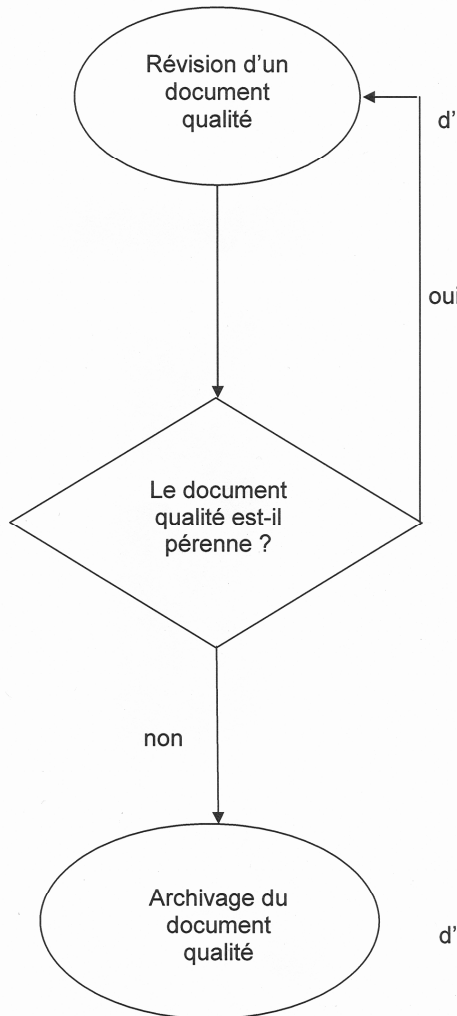 Révision d’un
document
qualité
d’
oui
Le document
qualité est-il
pérenne ?
non
Archivage du
document
qualité
d’